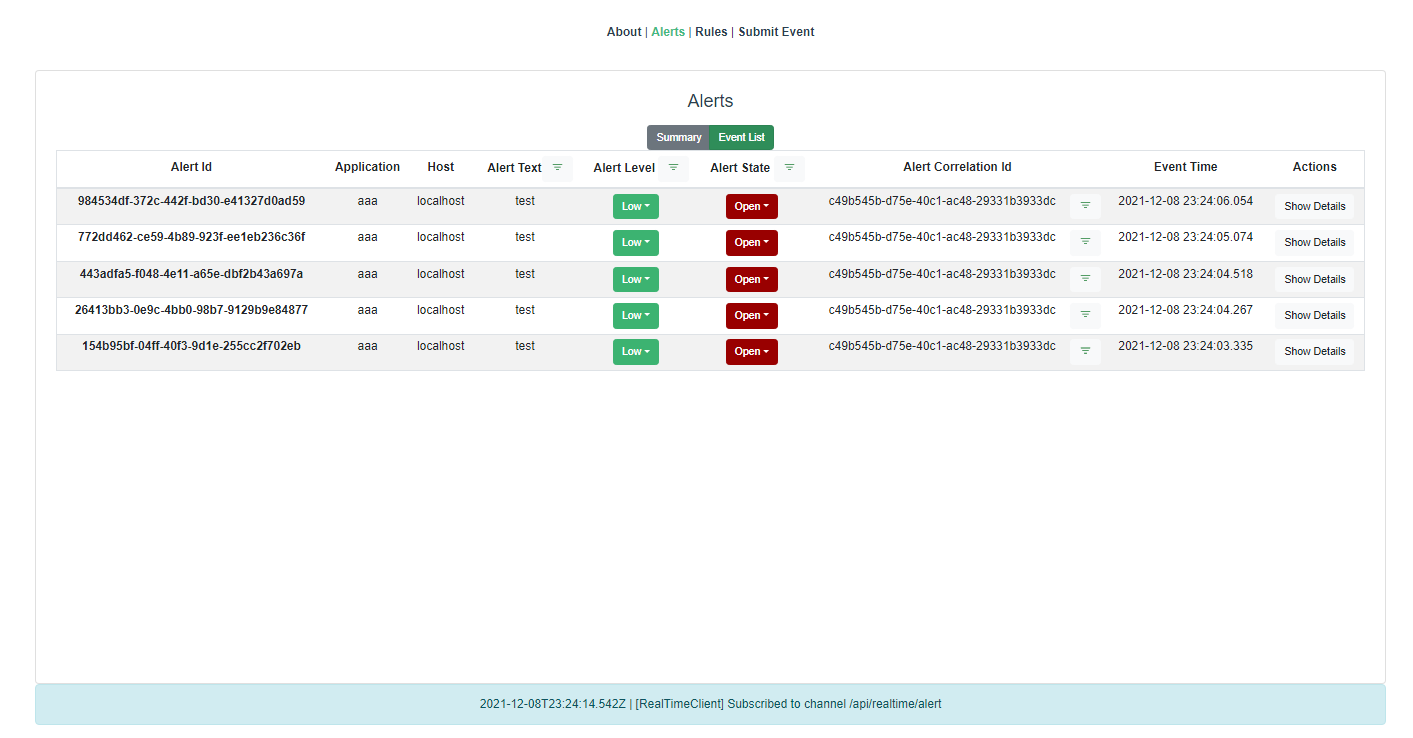 About | Alerts | Rules | Submit Event
Alerts
Summary Event List
Alert Id Application Host Alert Text Alert Level Alert State Alert Correlation Id Event Time Actions
984534df-372c-442f-bd30-e41327d0ad59 aaa localhost test Low Open c49b545b-d75e-40c1-ac48-29331b3933dc 2021-12-08 23:24:06.054 Show Details
772dd462-ce59-4b89-923f-ee1eb236c36f aaa localhost test Low Open c49b545b-d75e-40c1-ac48-29331b3933dc 2021-12-08 23:24:05.074 Show Details
443adfa5-f048-4e11-a65e-dbf2b43a697a aaa localhost test Low Open c49b545b-d75e-40c1-ac48-29331b3933dc 2021-12-08 23:24:04.518 Show Details
26413bb3-0e9c-4bb0-98b7-9129b9e84877 aaa localhost test Low Open c49b545b-d75e-40c1-ac48-29331b3933dc 2021-12-08 23:24:04.267 Show Details
154b95bf-04ff-40f3-9d1e-255cc2f702eb aaa localhost test Low Open c49b545b-d75e-40c1-ac48-29331b3933dc 2021-12-08 23:24:03.335 Show Details
2021-12-08T23:24:14.542Z | [RealTimeClient] Subscribed to channel /api/realtime/alert